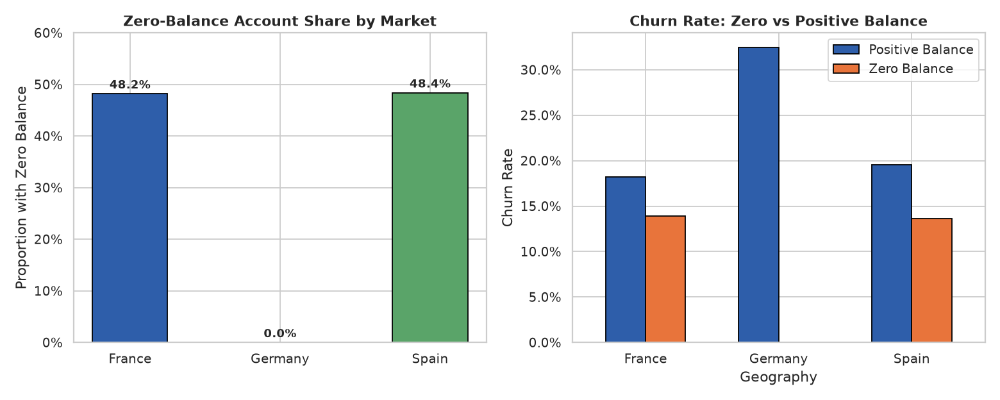 Zero-Balance Account Share by Market
Proportion with Zero Balance
60%
50%
40%
30%
20%
10%
0%
48.2%
0.0%
48.4%
France
Germany
Spain
Churn Rate: Zero vs Positive Balance
Positive Balance
Zero Balance
Churn Rate
30.0%
25.0%
20.0%
15.0%
10.0%
5.0%
0.0%
France
Germany
Spain
Geography